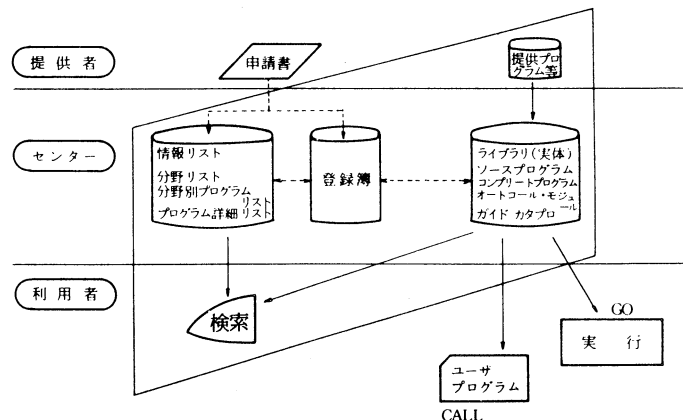 提供者
申請書
提供プロ
グラム等
センター
情報リスト
分野リスト
分野別プログラム
リスト
プログラム詳細リスト
登録簿
ライブラリ(実体)
ソースプログラム
コンプリートプログラム
オートコール・モジュ
ール
ガイド カタプロ
利用者
検索
GO
実 行
ユーザ
プログラム
CALL